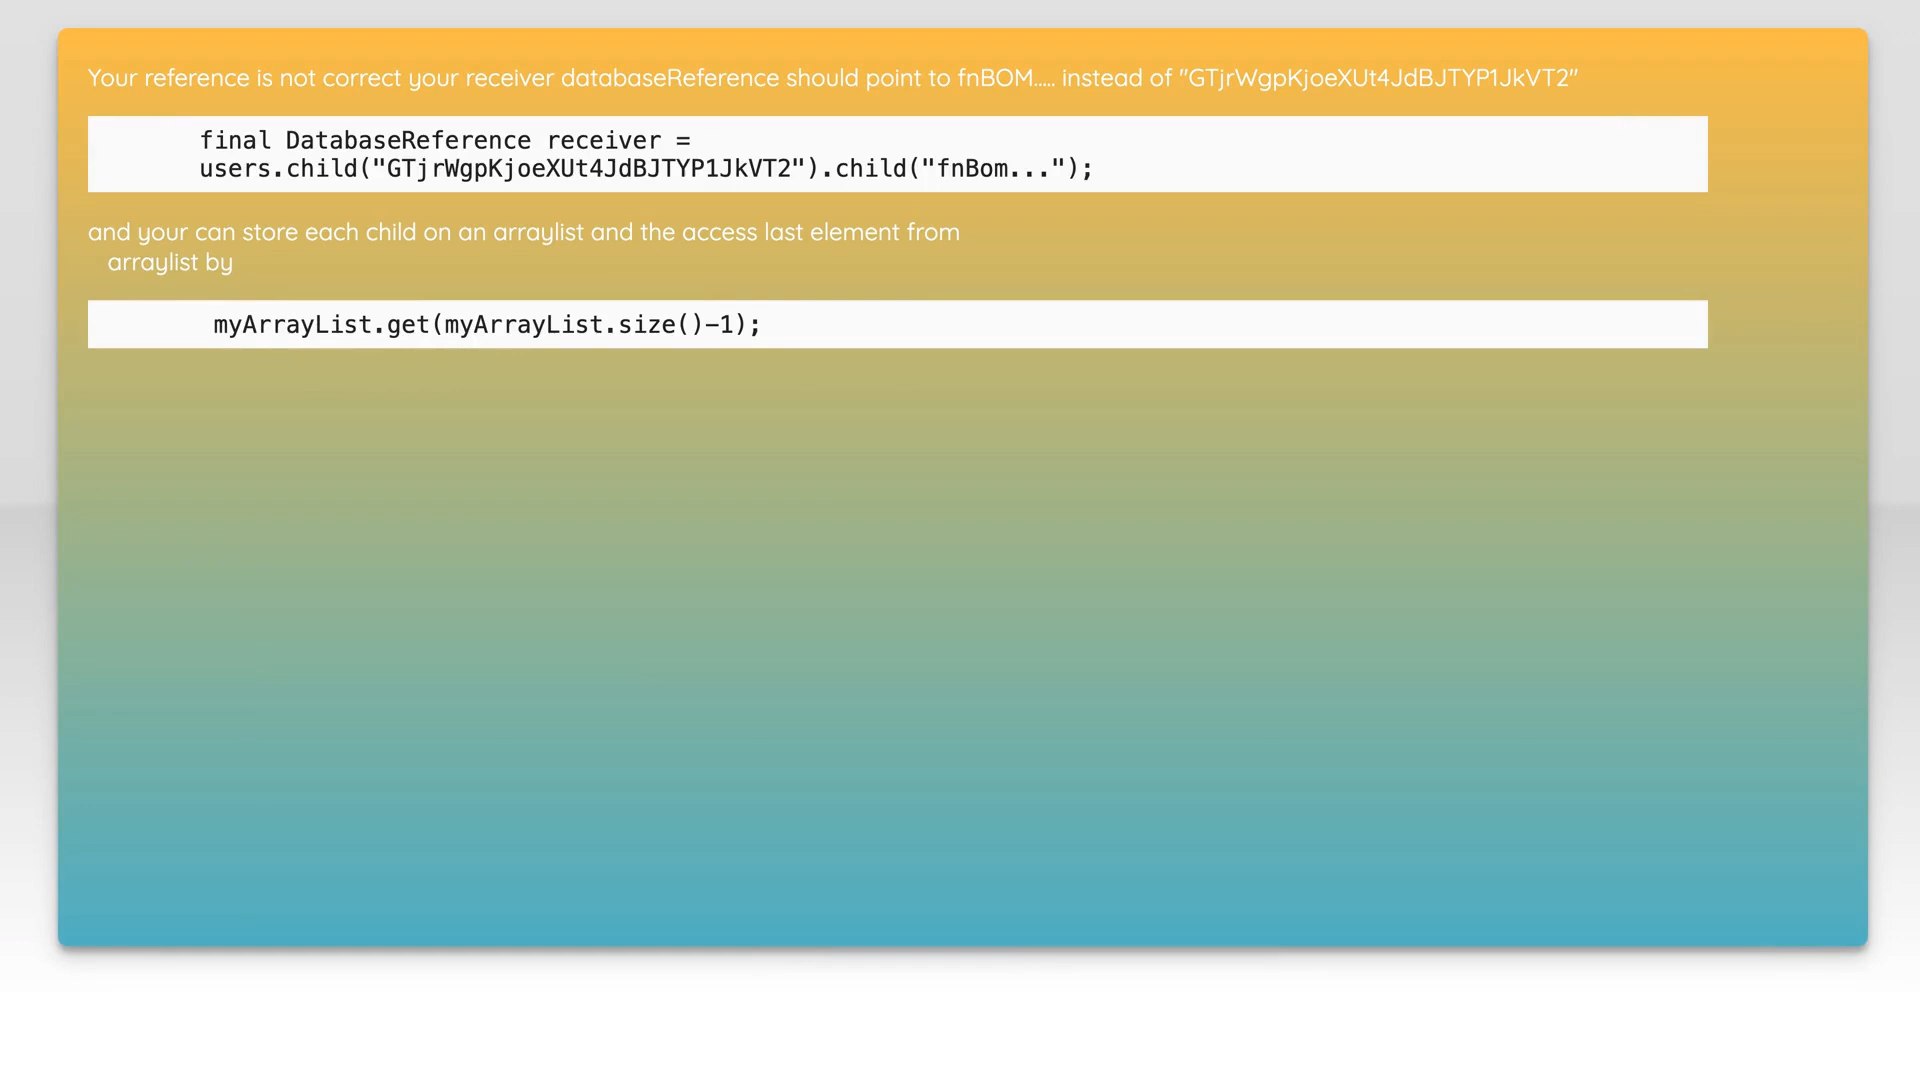 Your reference is not correct your receiver databaseReference should point to fnBOM..... instead of "GTjrWgpKjoeXUt4JdBJTYP1JkVT2"
final DatabaseReference receiver =
users.child("GTjrWgpKjoeXUt4JdBJTYP1JkVT2").child("fnBom...");
and your can store each child on an arraylist and the access last element from
arraylist by
myArrayList.get(myArrayList.size()-1);